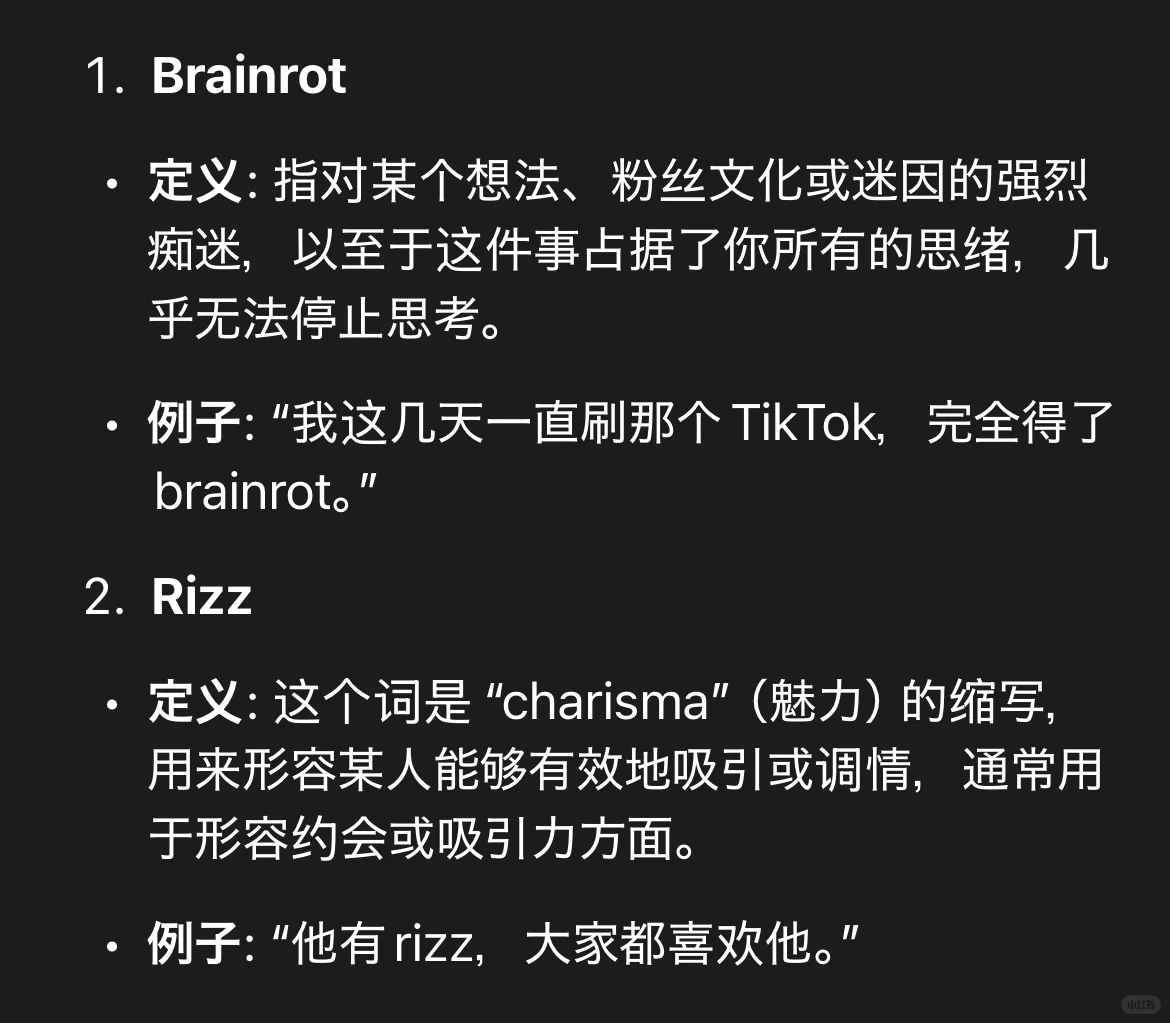 1. Brainrot
• 定义: 指对某个想法、粉丝文化或迷因的强烈
痴迷, 以至于这件事占据了你所有的思绪, 几
乎无法停止思考。
• 例子: “我这几天一直刷那个 TikTok, 完全得了
brainrot。”
2. Rizz
• 定义: 这个词是 “charisma” (魅力) 的缩写,
用来形容某人能够有效地吸引或调情, 通常用
于形容约会或吸引力方面。
• 例子: “他有 rizz, 大家都喜欢他。”
小红书